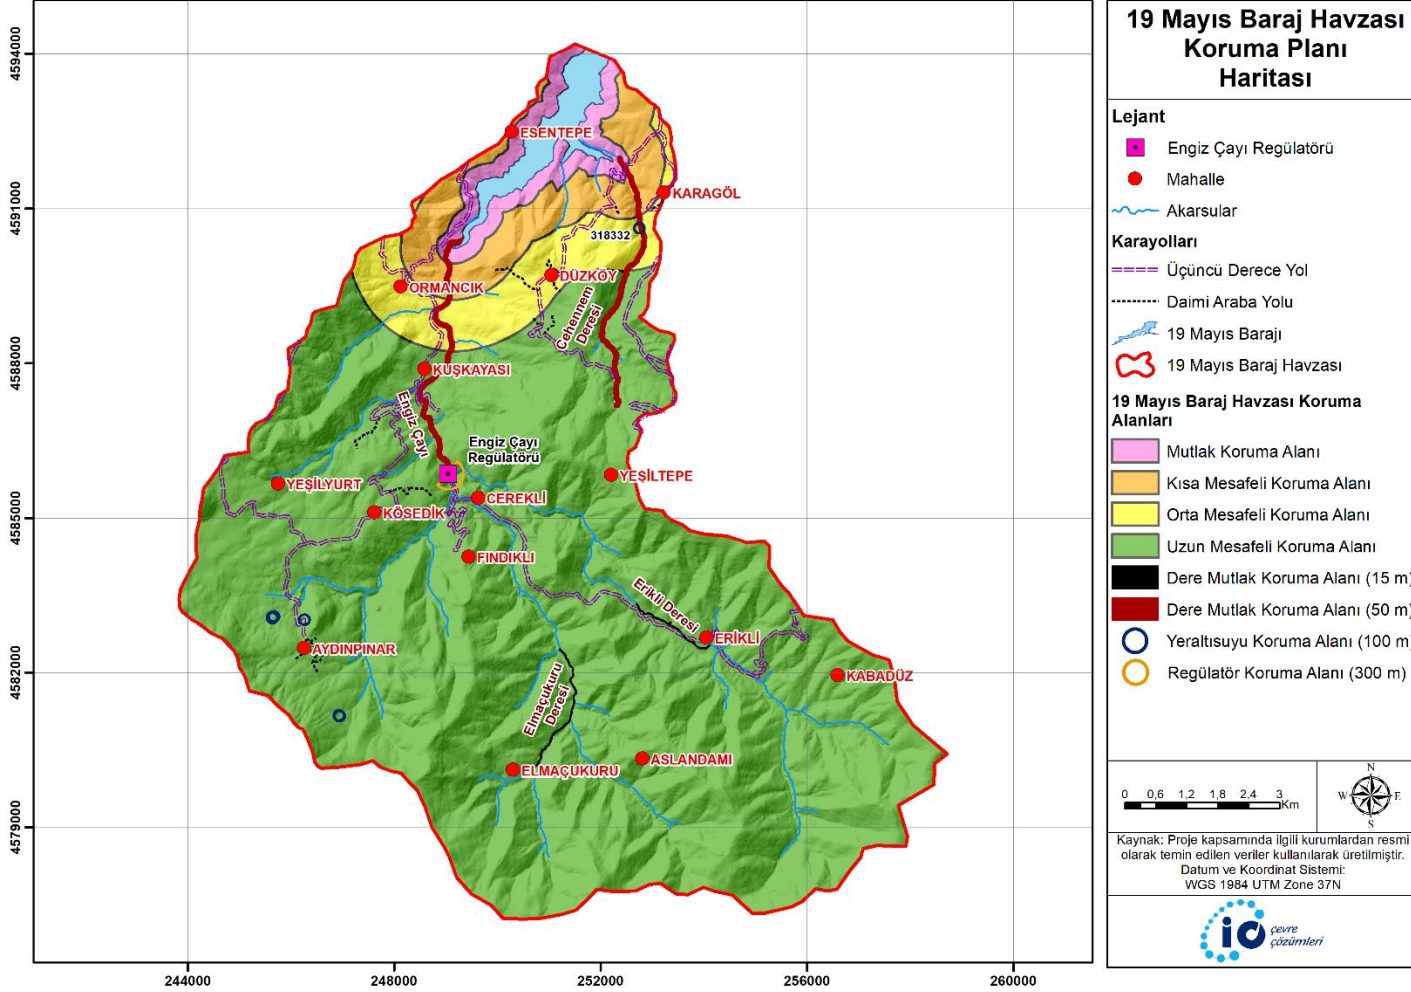 19 Mayıs Baraj Havzası
Koruma Planı
Haritası
Lejant
Engiz Çayı Regülatörü
Mahalle
Akarsular
Karayolları
Üçüncü Derece Yol
Daimi Araba Yolu
19 Mayıs Barajı
19 Mayıs Baraj Havzası
19 Mayıs Baraj Havzası Koruma
Alanları
Mutlak Koruma Alanı
Kısa Mesafeli Koruma Alanı
Orta Mesafeli Koruma Alanı
Uzun Mesafeli Koruma Alanı
Dere Mutlak Koruma Alanı (15 m)
Dere Mutlak Koruma Alanı (50 m)
Yeraltısuyu Koruma Alanı (100 m)
Regülatör Koruma Alanı (300 m)
0 0,6 1,2 1,8 2,4 3
Km
N
W E
S
Kaynak: Proje kapsamında ilgili kurumlardan resmi
olarak temin edilen veriler kullanılarak üretilmiştir.
Datum ve Koordinat Sistemi:
WGS 1984 UTM Zone 37N
io çevre
çözümleri
4594000
4591000
4588000
4585000
4582000
4579000
244000 248000 252000 256000 260000
ESENTEPE
KARAGÖL
318332
DÜZKÖY
ORMANCIK
Cehennem
Deresi
KUŞKAYASI
Engiz Çayı
Engiz Çayı
Regülatörü
YEŞİLTEPE
YEŞİLYURT
CEREKLİ
KÖSEDİK
FINDIKLI
Erikli Deresi
ERİKLİ
AYDINPINAR
KABADÜZ
Elmaçukuru
Deresi
ASLANDAMI
ELMAÇUKURU